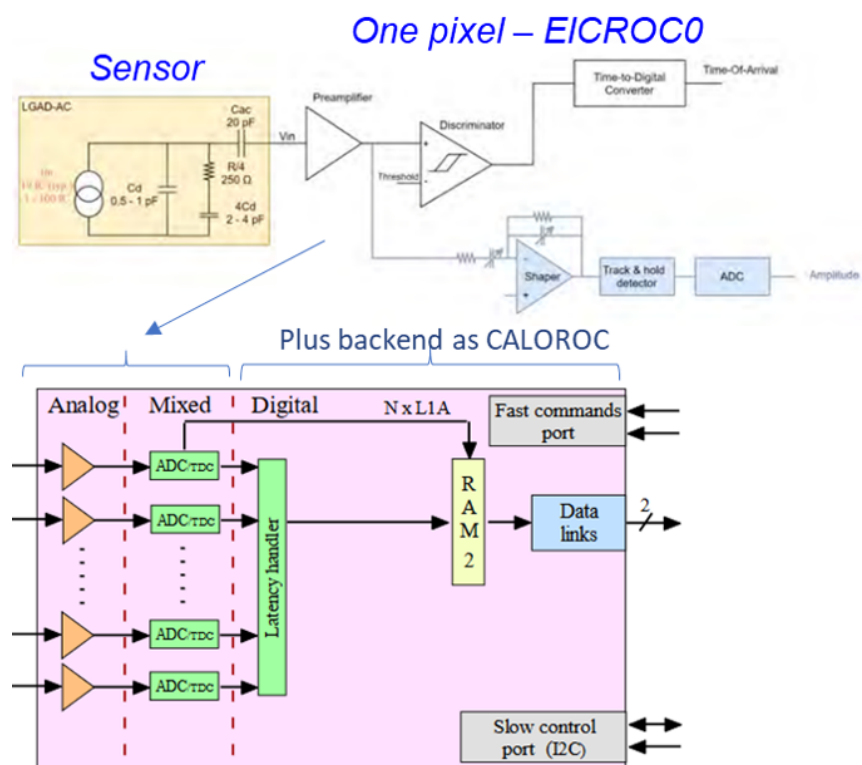 One pixel – EICROC0
Sensor
LGAD-AC
Cac
20 pF
Vin
R/4
250 Ω
Cd
0.5 - 1 pF
4Cd
2 - 4 pF
Preamplifier
Discriminator
+
Threshold
-
Time-to-Digital
Converter
Time-Of-Arrival
-
Shaper
+
Track & hold
detector
ADC
Amplitude
Plus backend as CALOROC
Analog
Mixed
Digital
N x L1A
Fast commands
port
ADC/TDC
ADC/TDC
ADC/TDC
ADC/TDC
Latency handler
R
A
M
2
Data
links
2
Slow control
port (I2C)